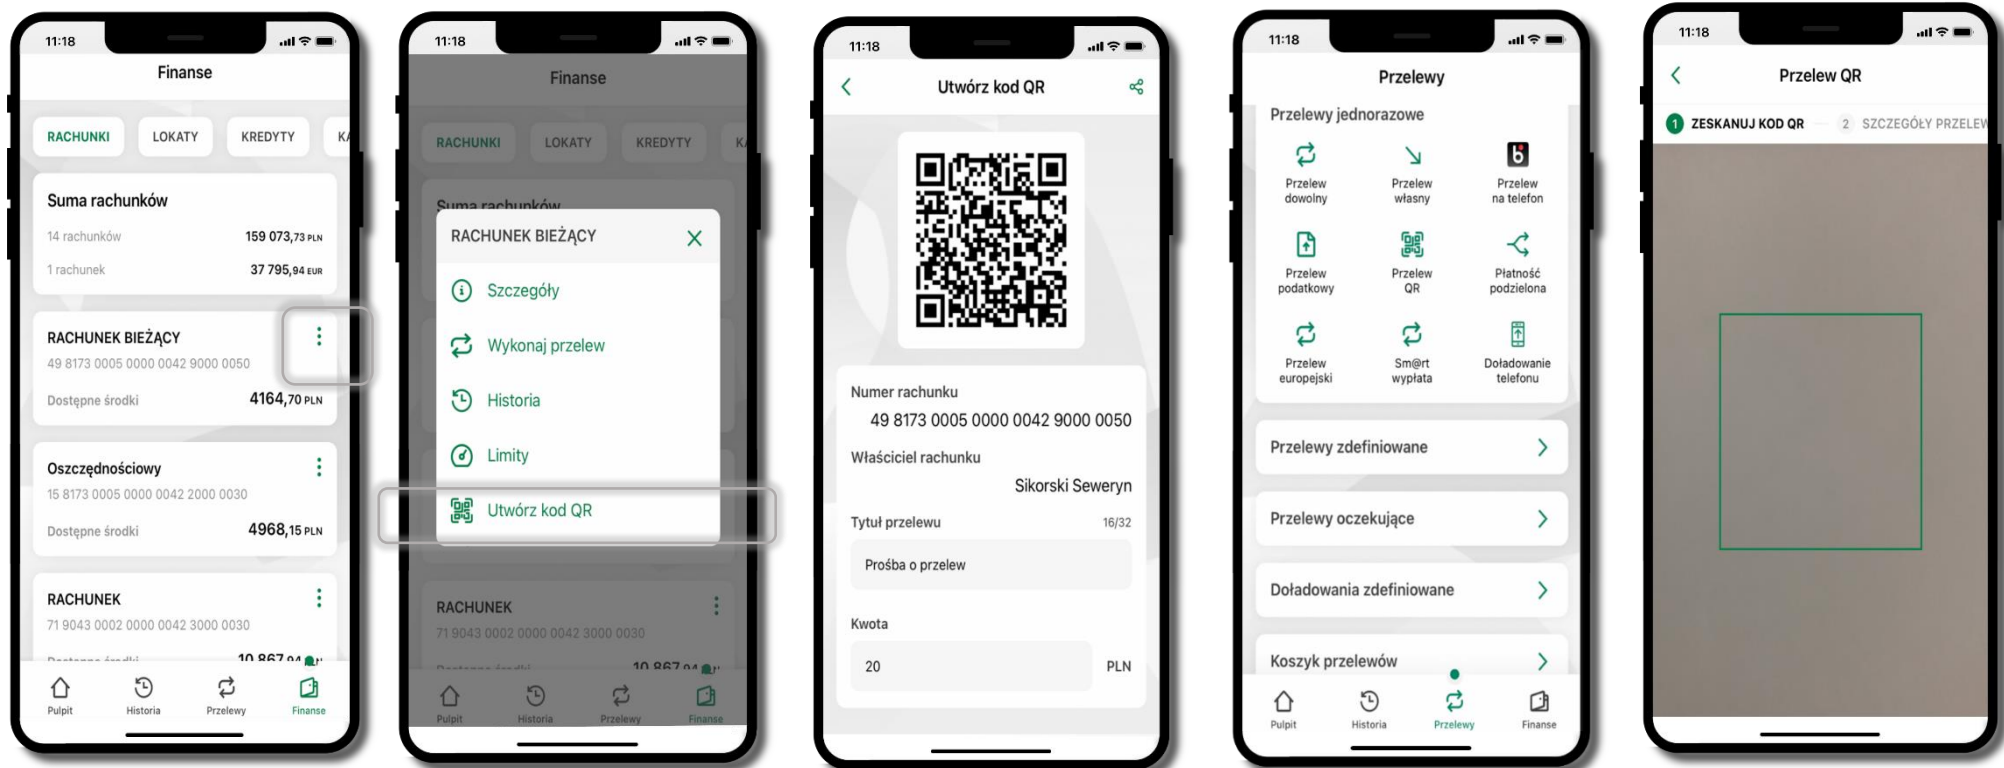 11:18
Finanse
RACHUNKI LOKATY KREDYTY
Suma rachunków
14 rachunków 159 073,73 PLN
1 rachunek 37 795,94 EUR
RACHUNEK BIEŻĄCY
49 8173 0005 0000 0042 9000 0050
Dostępne środki 4164,70 PLN
Oszczędnościowy
15 8173 0005 0000 0042 2000 0030
Dostępne środki 4968,15 PLN
RACHUNEK
71 9043 0002 0000 0042 3000 0030
10 867
Pulpit Historia Przelewy Finanse
11:18
Finanse
RACHUNKI LOKATY KREDYTY
Suma rachunków
RACHUNEK BIEŻĄCY
Szczegóły
Wykonaj przelew
Historia
Limity
Utwórz kod QR
RACHUNEK
71 9043 0002 0000 0042 3000 0030
10 867
Pulpit Historia Przelewy Finanse
11:18
Utwórz kod QR
Numer rachunku
49 8173 0005 0000 0042 9000 0050
Właściciel rachunku
Sikorski Seweryn
Tytuł przelewu 16/32
Prośba o przelew
Kwota
20 PLN
11:18
Przelewy
Przelewy jednorazowe
Przelew dowolny
Przelew własny
Przelew na telefon
Przelew podatkowy
Przelew QR
Płatność podzielona
Przelew europejski
Sm@rt wypłata
Doładowanie telefonu
Przelewy zdefiniowane
Przelewy oczekujące
Doładowania zdefiniowane
Koszyk przelewów
Pulpit Historia Przelewy Finanse
11:18
Przelew QR
1 ZESKANUJ KOD QR 2 SZCZEGÓŁY PRZELEW